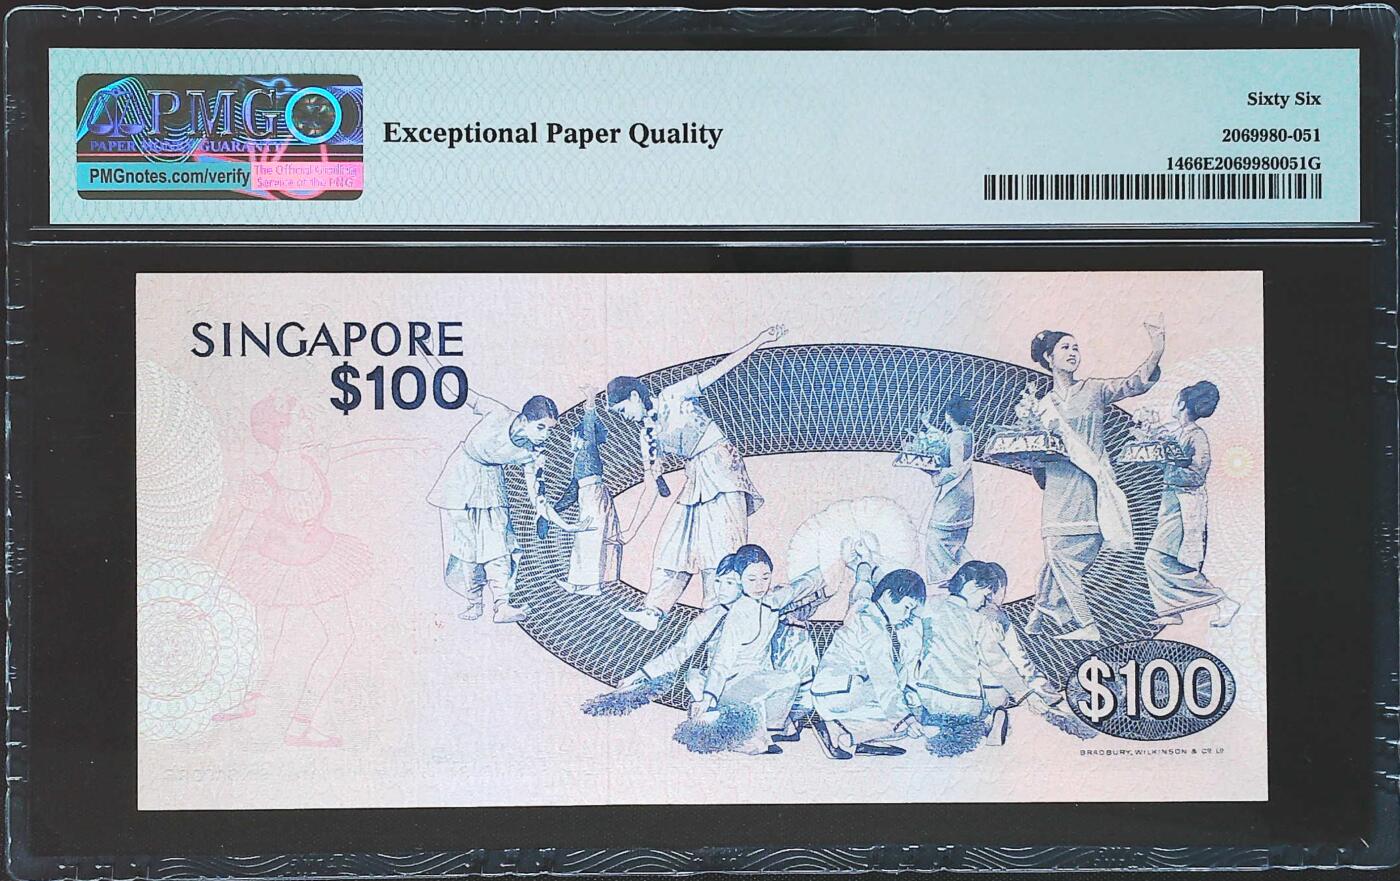 PMG
PAPER MONEY GUARANTY
PMGnotes.com/verify
The Official Grading
Service of the PNG
Exceptional Paper Quality
Sixty Six
2069980-051
1466E2069980051G
SINGAPORE
$100
$100
BRADBURY, WILKINSON & Cº Lᴰ